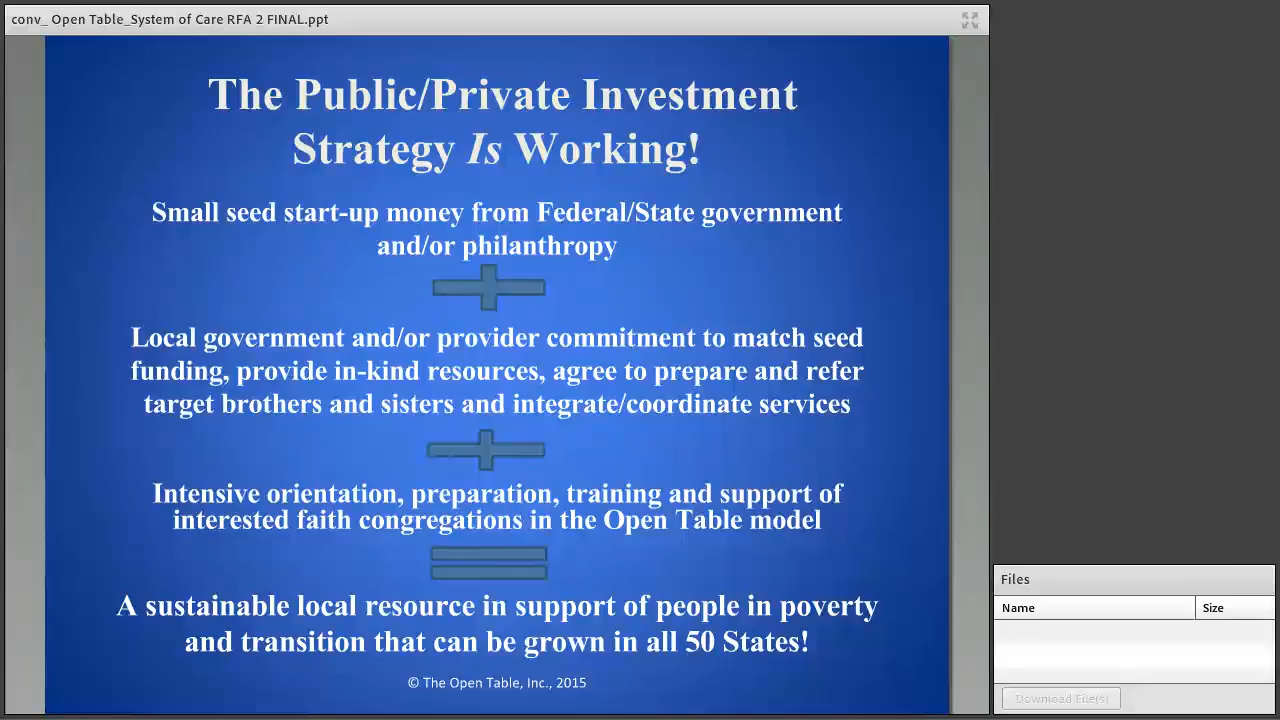 conv_ Open Table_System of Care RFA 2 FINAL.ppt
The Public/Private Investment
Strategy Is Working!
Small seed start-up money from Federal/State government
and/or philanthropy
Local government and/or provider commitment to match seed
funding, provide in-kind resources, agree to prepare and refer
target brothers and sisters and integrate/coordinate services
Intensive orientation, preparation, training and support of
interested faith congregations in the Open Table model
A sustainable local resource in support of people in poverty
and transition that can be grown in all 50 States!
© The Open Table, Inc., 2015
Files
Name Size
Download File(s)